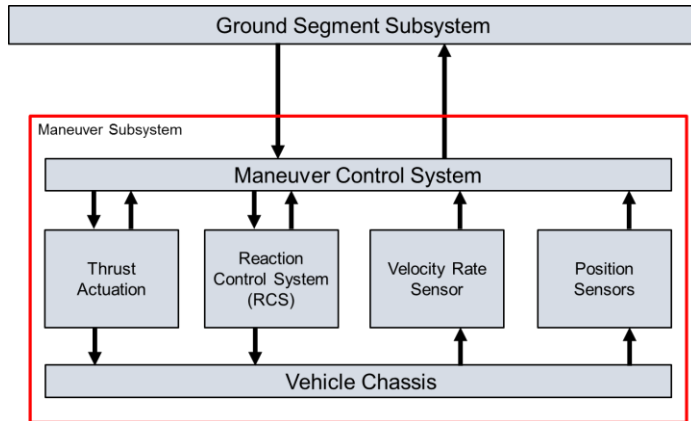 Ground Segment Subsystem
Maneuver Subsystem
Maneuver Control System
Thrust
Actuation
Reaction
Control System
(RCS)
Velocity Rate
Sensor
Position
Sensors
Vehicle Chassis